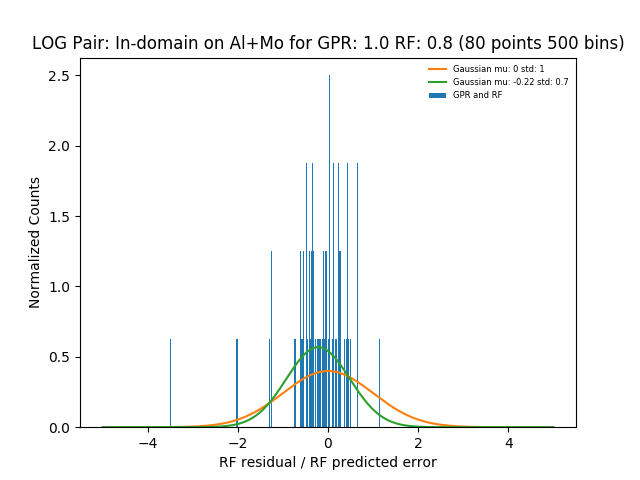 LOG Pair: In-domain on Al+Mo for GPR: 1.0 RF: 0.8 (80 points 500 bins)
Gaussian mu: 0 std: 1
Gaussian mu: -0.22 std: 0.7
GPR and RF
2.5
2.0
1.5
1.0
0.5
0.0
Normalized Counts
−4 −2 0 2 4
RF residual / RF predicted error